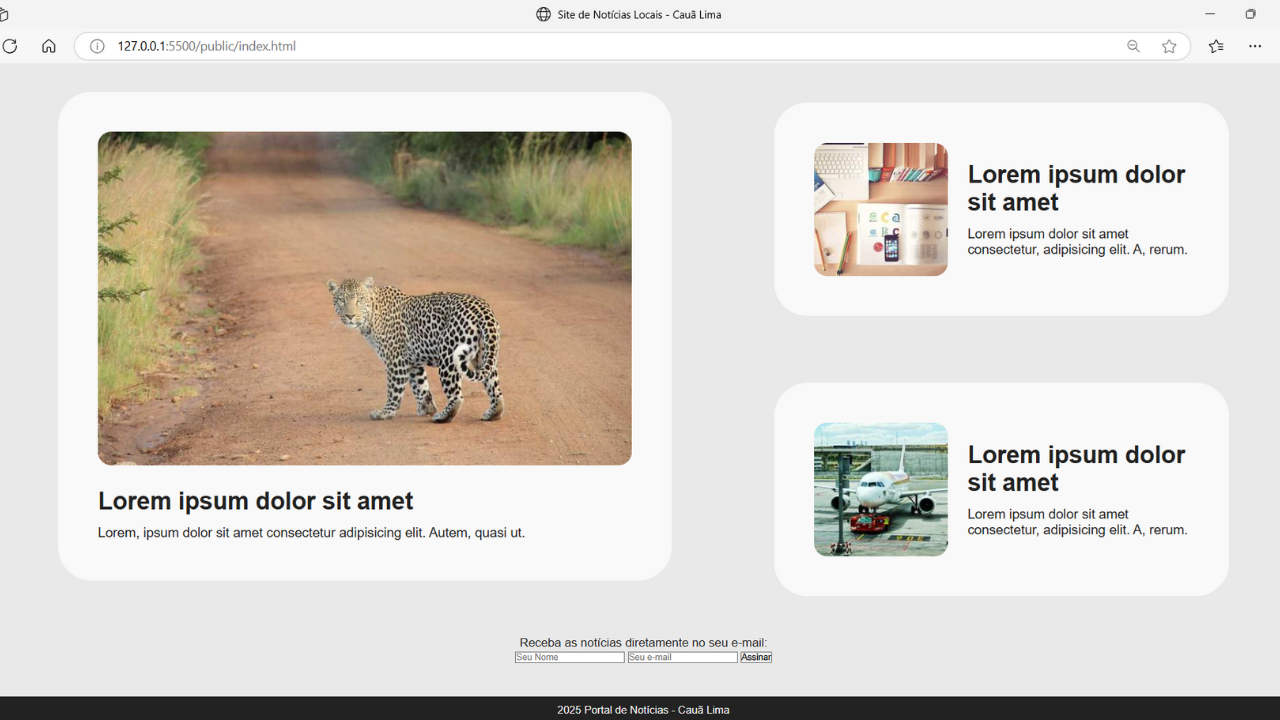 Site de Notícias Locais - Cauã Lima
127.0.0.1:5500/public/index.html
Lorem ipsum dolor sit amet
Lorem, ipsum dolor sit amet consectetur adipisicing elit. Autem, quasi ut.
Lorem ipsum dolor
sit amet
Lorem ipsum dolor sit amet
consectetur, adipisicing elit. A, rerum.
Lorem ipsum dolor
sit amet
Lorem ipsum dolor sit amet
consectetur, adipisicing elit. A, rerum.
Receba as notícias diretamente no seu e-mail:
Seu Nome Seu e-mail Assinar
2025 Portal de Notícias - Cauã Lima